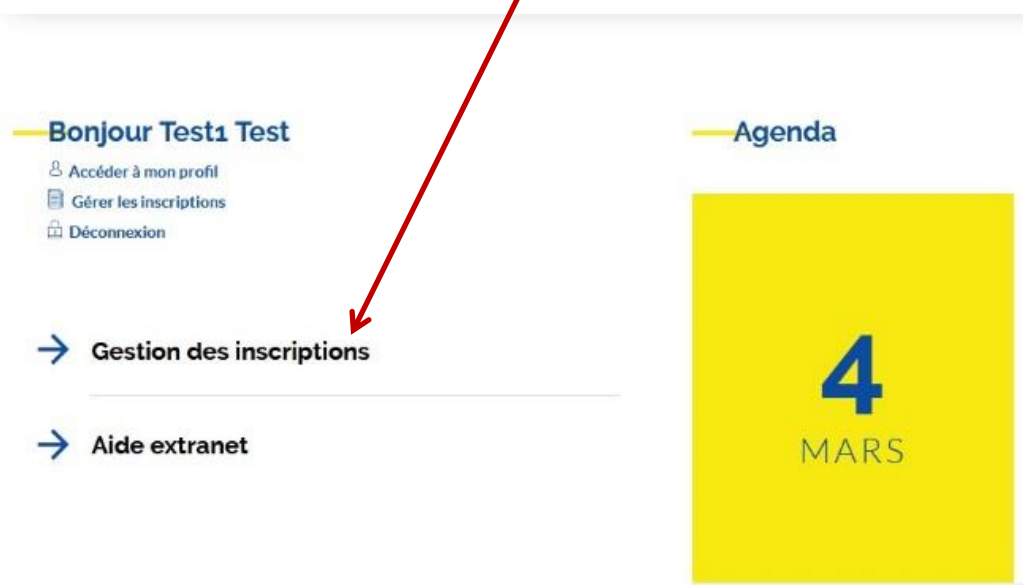 Bonjour Test1 Test
Accéder à mon profil
Gérer les inscriptions
Déconnexion
Gestion des inscriptions
Aide extranet
Agenda
4
MARS